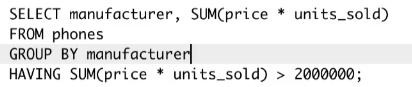 SELECT manufacturer, SUM(price * units_sold)
FROM phones
GROUP BY manufacturer
HAVING SUM(price * units_sold) > 2000000;